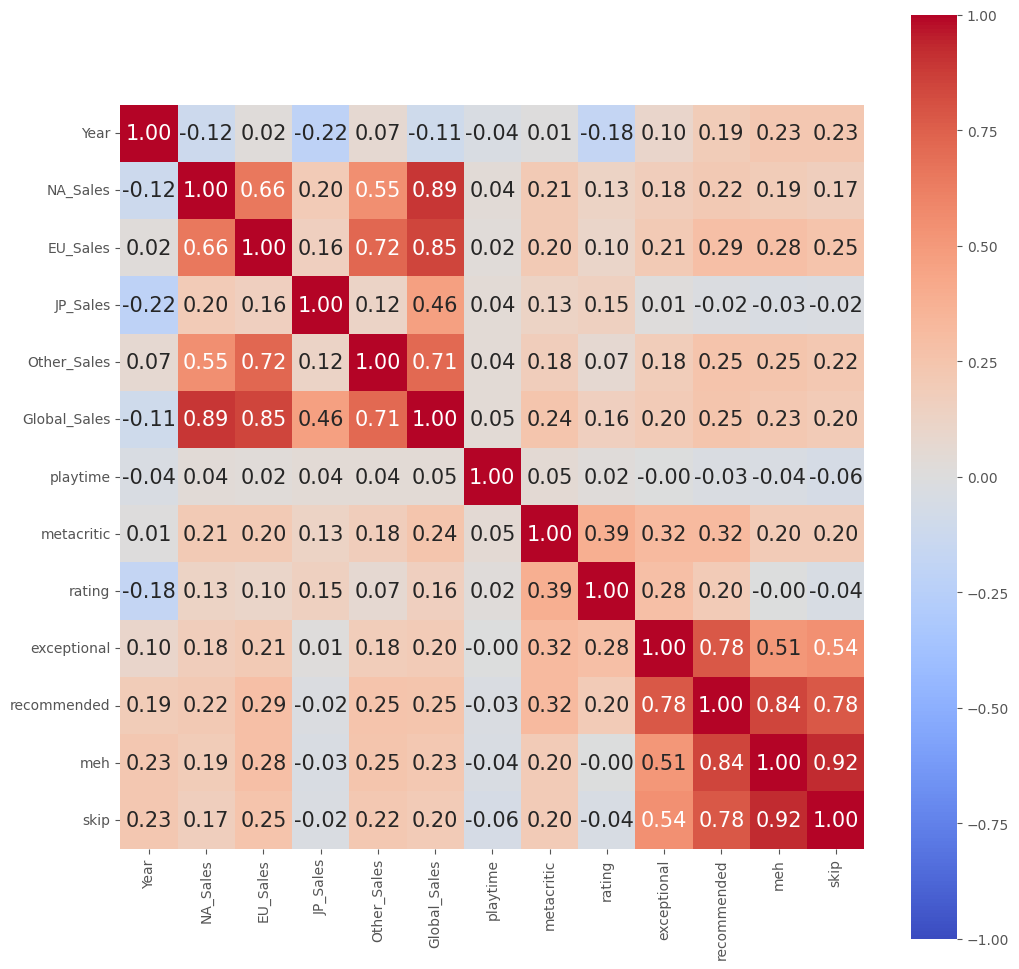 Year 1.00 -0.12 0.02 -0.22 0.07 -0.11 -0.04 0.01 -0.18 0.10 0.19 0.23 0.23
NA_Sales -0.12 1.00 0.66 0.20 0.55 0.89 0.04 0.21 0.13 0.18 0.22 0.19 0.17
EU_Sales 0.02 0.66 1.00 0.16 0.72 0.85 0.02 0.20 0.10 0.21 0.29 0.28 0.25
JP_Sales -0.22 0.20 0.16 1.00 0.12 0.46 0.04 0.13 0.15 0.01 -0.02 -0.03 -0.02
Other_Sales 0.07 0.55 0.72 0.12 1.00 0.71 0.04 0.18 0.07 0.18 0.25 0.25 0.22
Global_Sales -0.11 0.89 0.85 0.46 0.71 1.00 0.05 0.24 0.16 0.20 0.25 0.23 0.20
playtime -0.04 0.04 0.02 0.04 0.04 0.05 1.00 0.05 0.02 -0.00 -0.03 -0.04 -0.06
metacritic 0.01 0.21 0.20 0.13 0.18 0.24 0.05 1.00 0.39 0.32 0.32 0.20 0.20
rating -0.18 0.13 0.10 0.15 0.07 0.16 0.02 0.39 1.00 0.28 0.20 -0.00 -0.04
exceptional 0.10 0.18 0.21 0.01 0.18 0.20 -0.00 0.32 0.28 1.00 0.78 0.51 0.54
recommended 0.19 0.22 0.29 -0.02 0.25 0.25 -0.03 0.32 0.20 0.78 1.00 0.84 0.78
meh 0.23 0.19 0.28 -0.03 0.25 0.23 -0.04 0.20 -0.00 0.51 0.84 1.00 0.92
skip 0.23 0.17 0.25 -0.02 0.22 0.20 -0.06 0.20 -0.04 0.54 0.78 0.92 1.00
Year
NA_Sales
EU_Sales
JP_Sales
Other_Sales
Global_Sales
playtime
metacritic
rating
exceptional
recommended
meh
skip
1.00
0.75
0.50
0.25
0.00
−0.25
−0.50
−0.75
−1.00